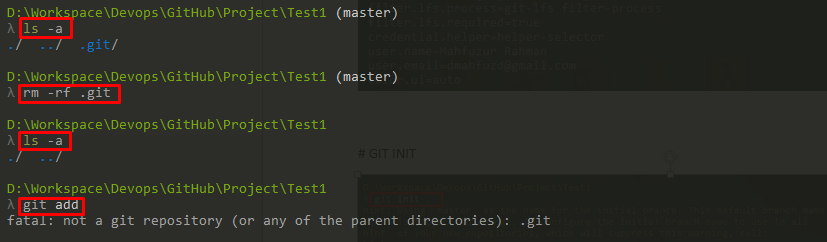 D:\Workspace\Devops\GitHub\Project\Test1 (master)
λ ls -a
./ ../ .git/
D:\Workspace\Devops\GitHub\Project\Test1 (master)
λ rm -rf .git
D:\Workspace\Devops\GitHub\Project\Test1
λ ls -a
./ ../
# GIT INIT
D:\Workspace\Devops\GitHub\Project\Test1
λ git add
fatal: not a git repository (or any of the parent directories): .git
git init